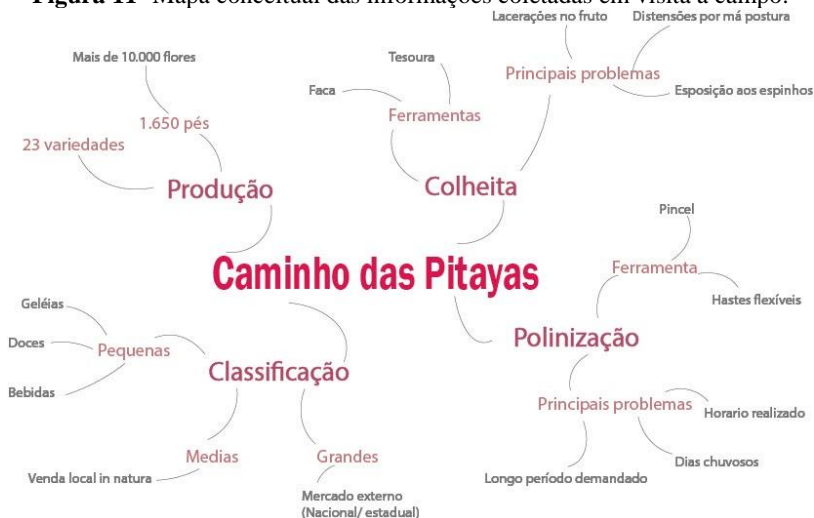 Figura 11- Mapa conceitual das informações coletadas em visita à campo.
Lacerações no fruto
Distensões por má postura
Principais problemas
Esposição aos espinhos
Tesoura
Faca
Ferramentas
Colheita
Mais de 10.000 flores
1.650 pés
23 variedades
Produção
Caminho das Pitayas
Pincel
Ferramenta
Hastes flexíveis
Polinização
Principais problemas
Horario realizado
Dias chuvosos
Longo período demandado
Classificação
Geléias
Doces
Pequenas
Bebidas
Medias
Venda local in natura
Grandes
Mercado externo
(Nacional/ estadual)